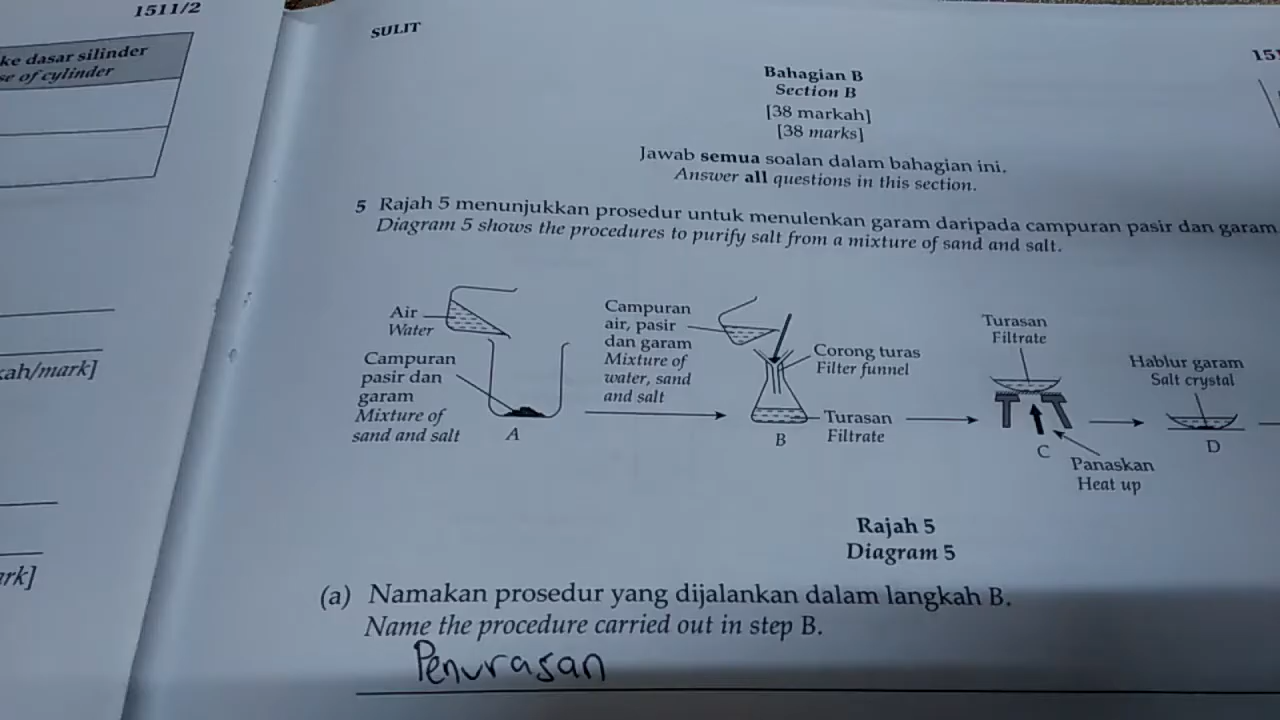 1511/2
ke dasar silinder
se of cylinder
kah/mark]
ark]
SULIT
Bahagian B
Section B
[38 markah]
[38 marks]
Jawab semua soalan dalam bahagian ini.
Answer all questions in this section.
5 Rajah 5 menunjukkan prosedur untuk menulenkan garam daripada campuran pasir dan garam
Diagram 5 shows the procedures to purify salt from a mixture of sand and salt.
Air
Water
Campuran
pasir dan
garam
Mixture of
sand and salt
A
Campuran
air, pasir
dan garam
Mixture of
water, sand
and salt
Corong turas
Filter funnel
Turasan
Filtrate
B
Turasan
Filtrate
C
Panaskan
Heat up
Hablur garam
Salt crystal
D
Rajah 5
Diagram 5
(a) Namakan prosedur yang dijalankan dalam langkah B.
Name the procedure carried out in step B.
Penurasan